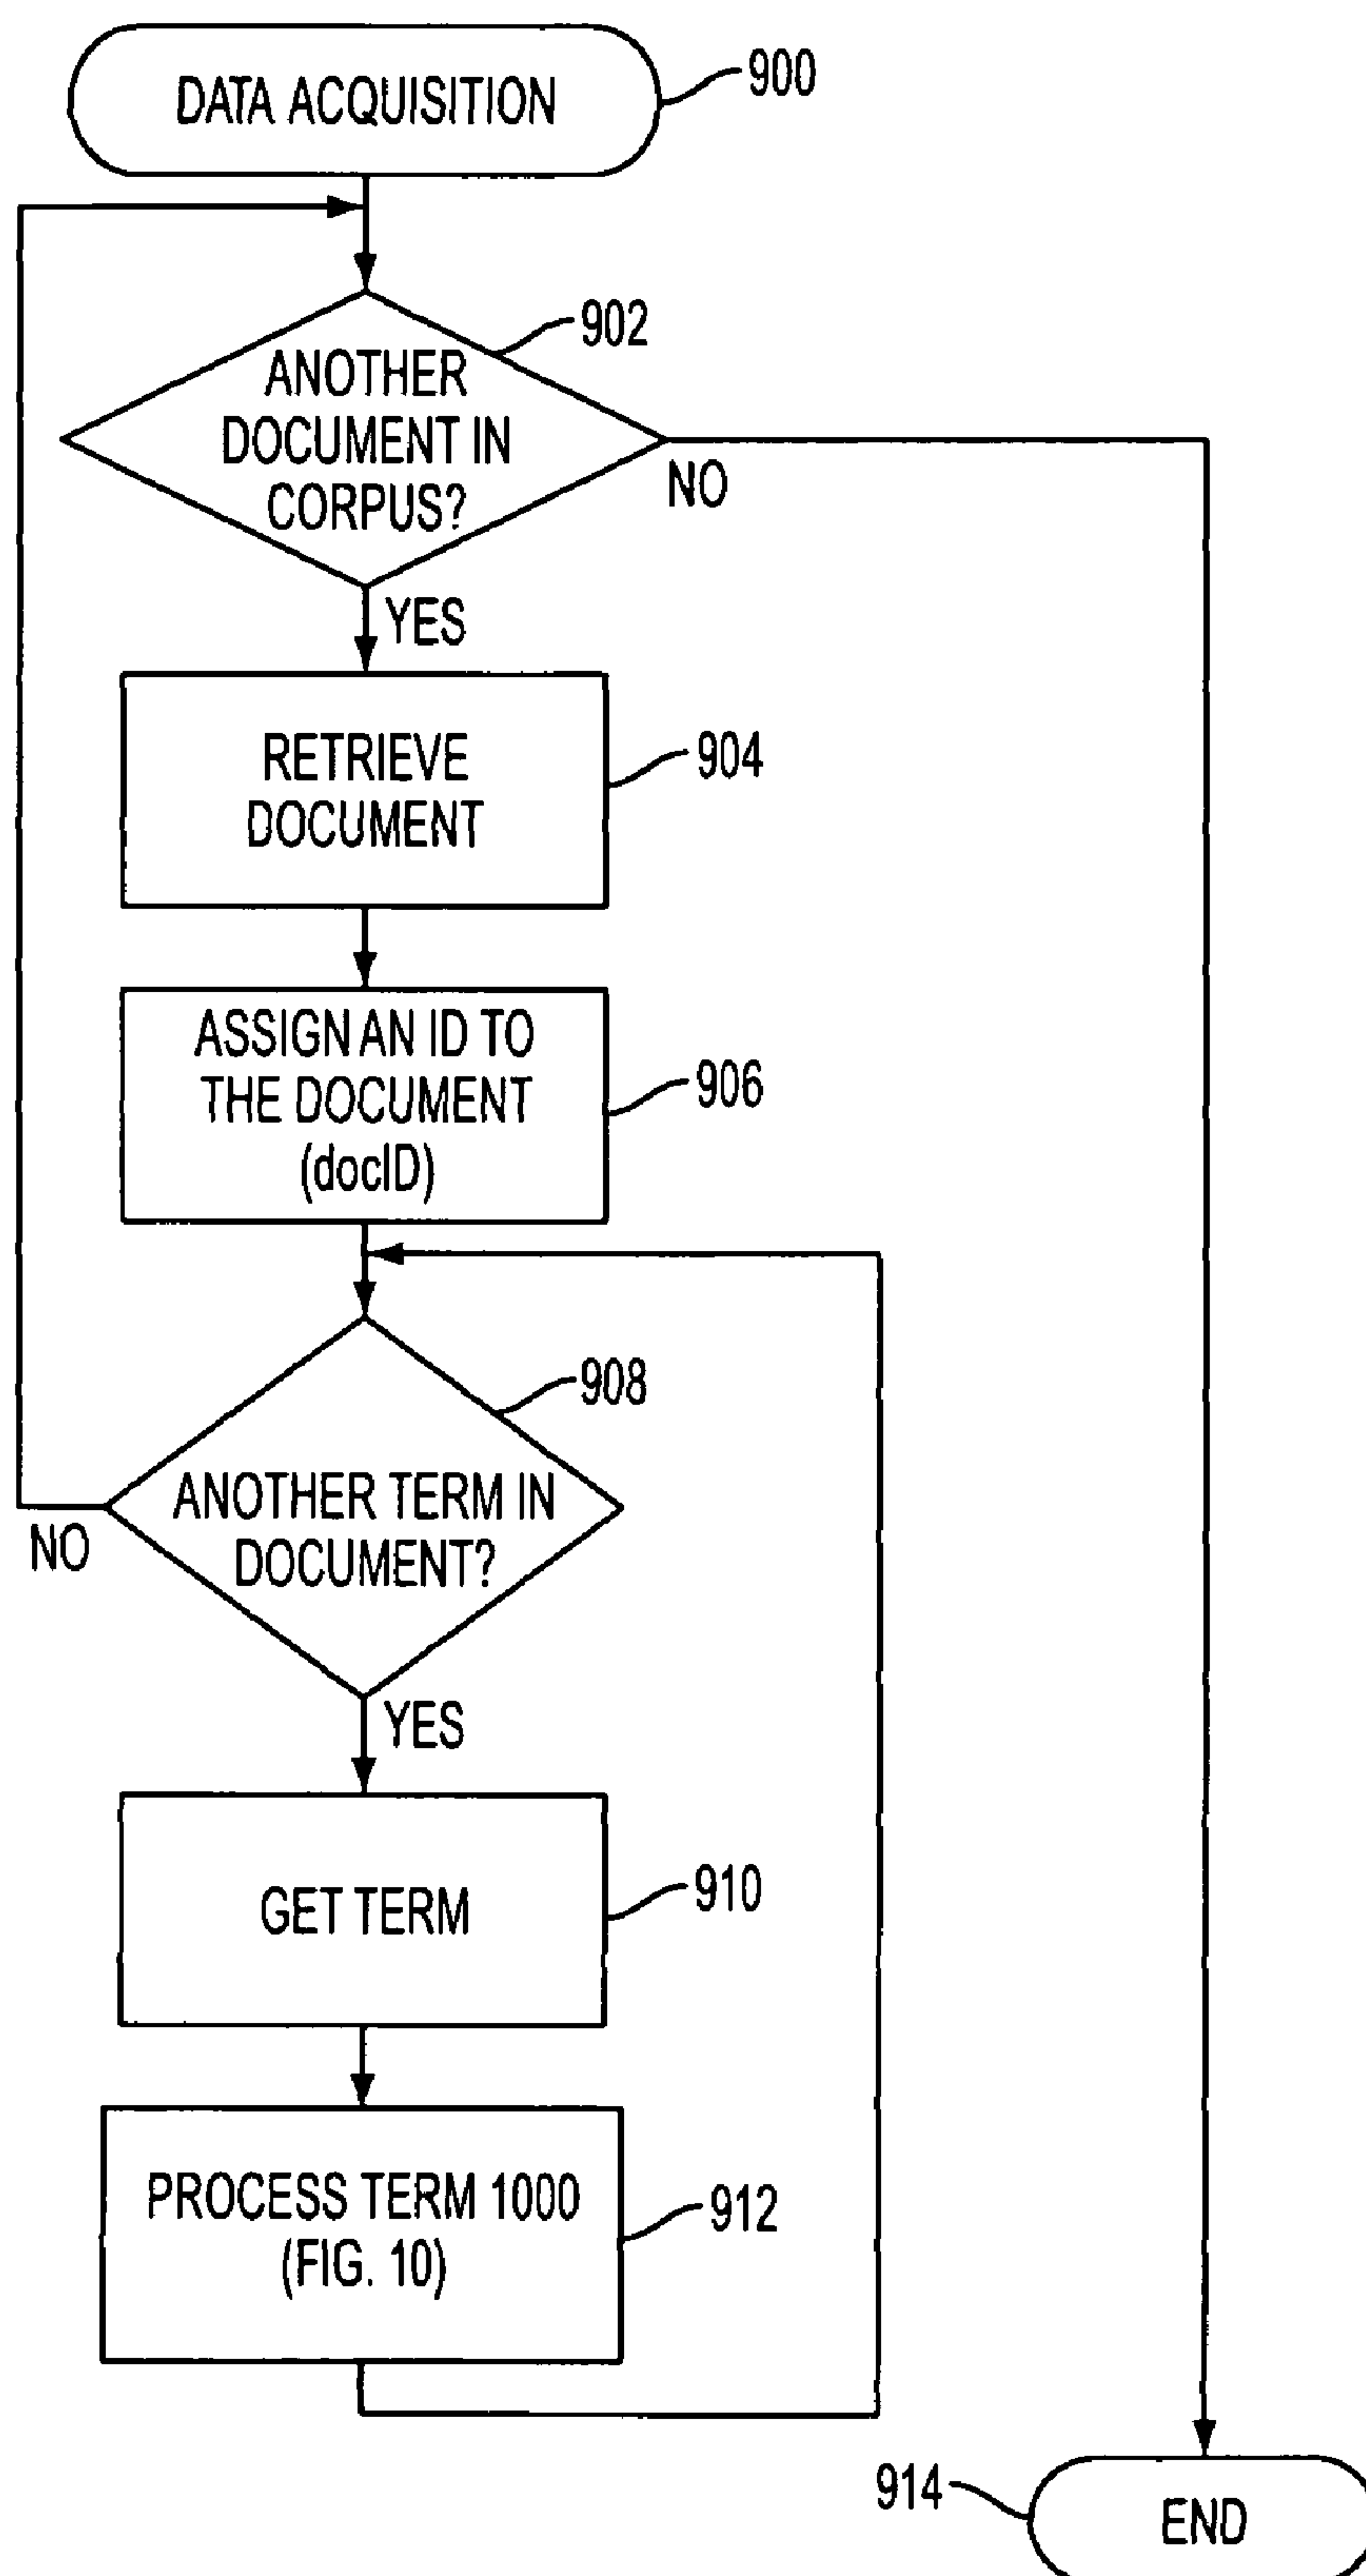 DATA ACQUISITION
900
902
ANOTHER
DOCUMENT IN
CORPUS?
NO
YES
RETRIEVE
DOCUMENT
904
ASSIGN AN ID TO
THE DOCUMENT
(docID)
906
908
ANOTHER TERM IN
DOCUMENT?
NO
YES
GET TERM
910
PROCESS TERM 1000
(FIG. 10)
912
914
END